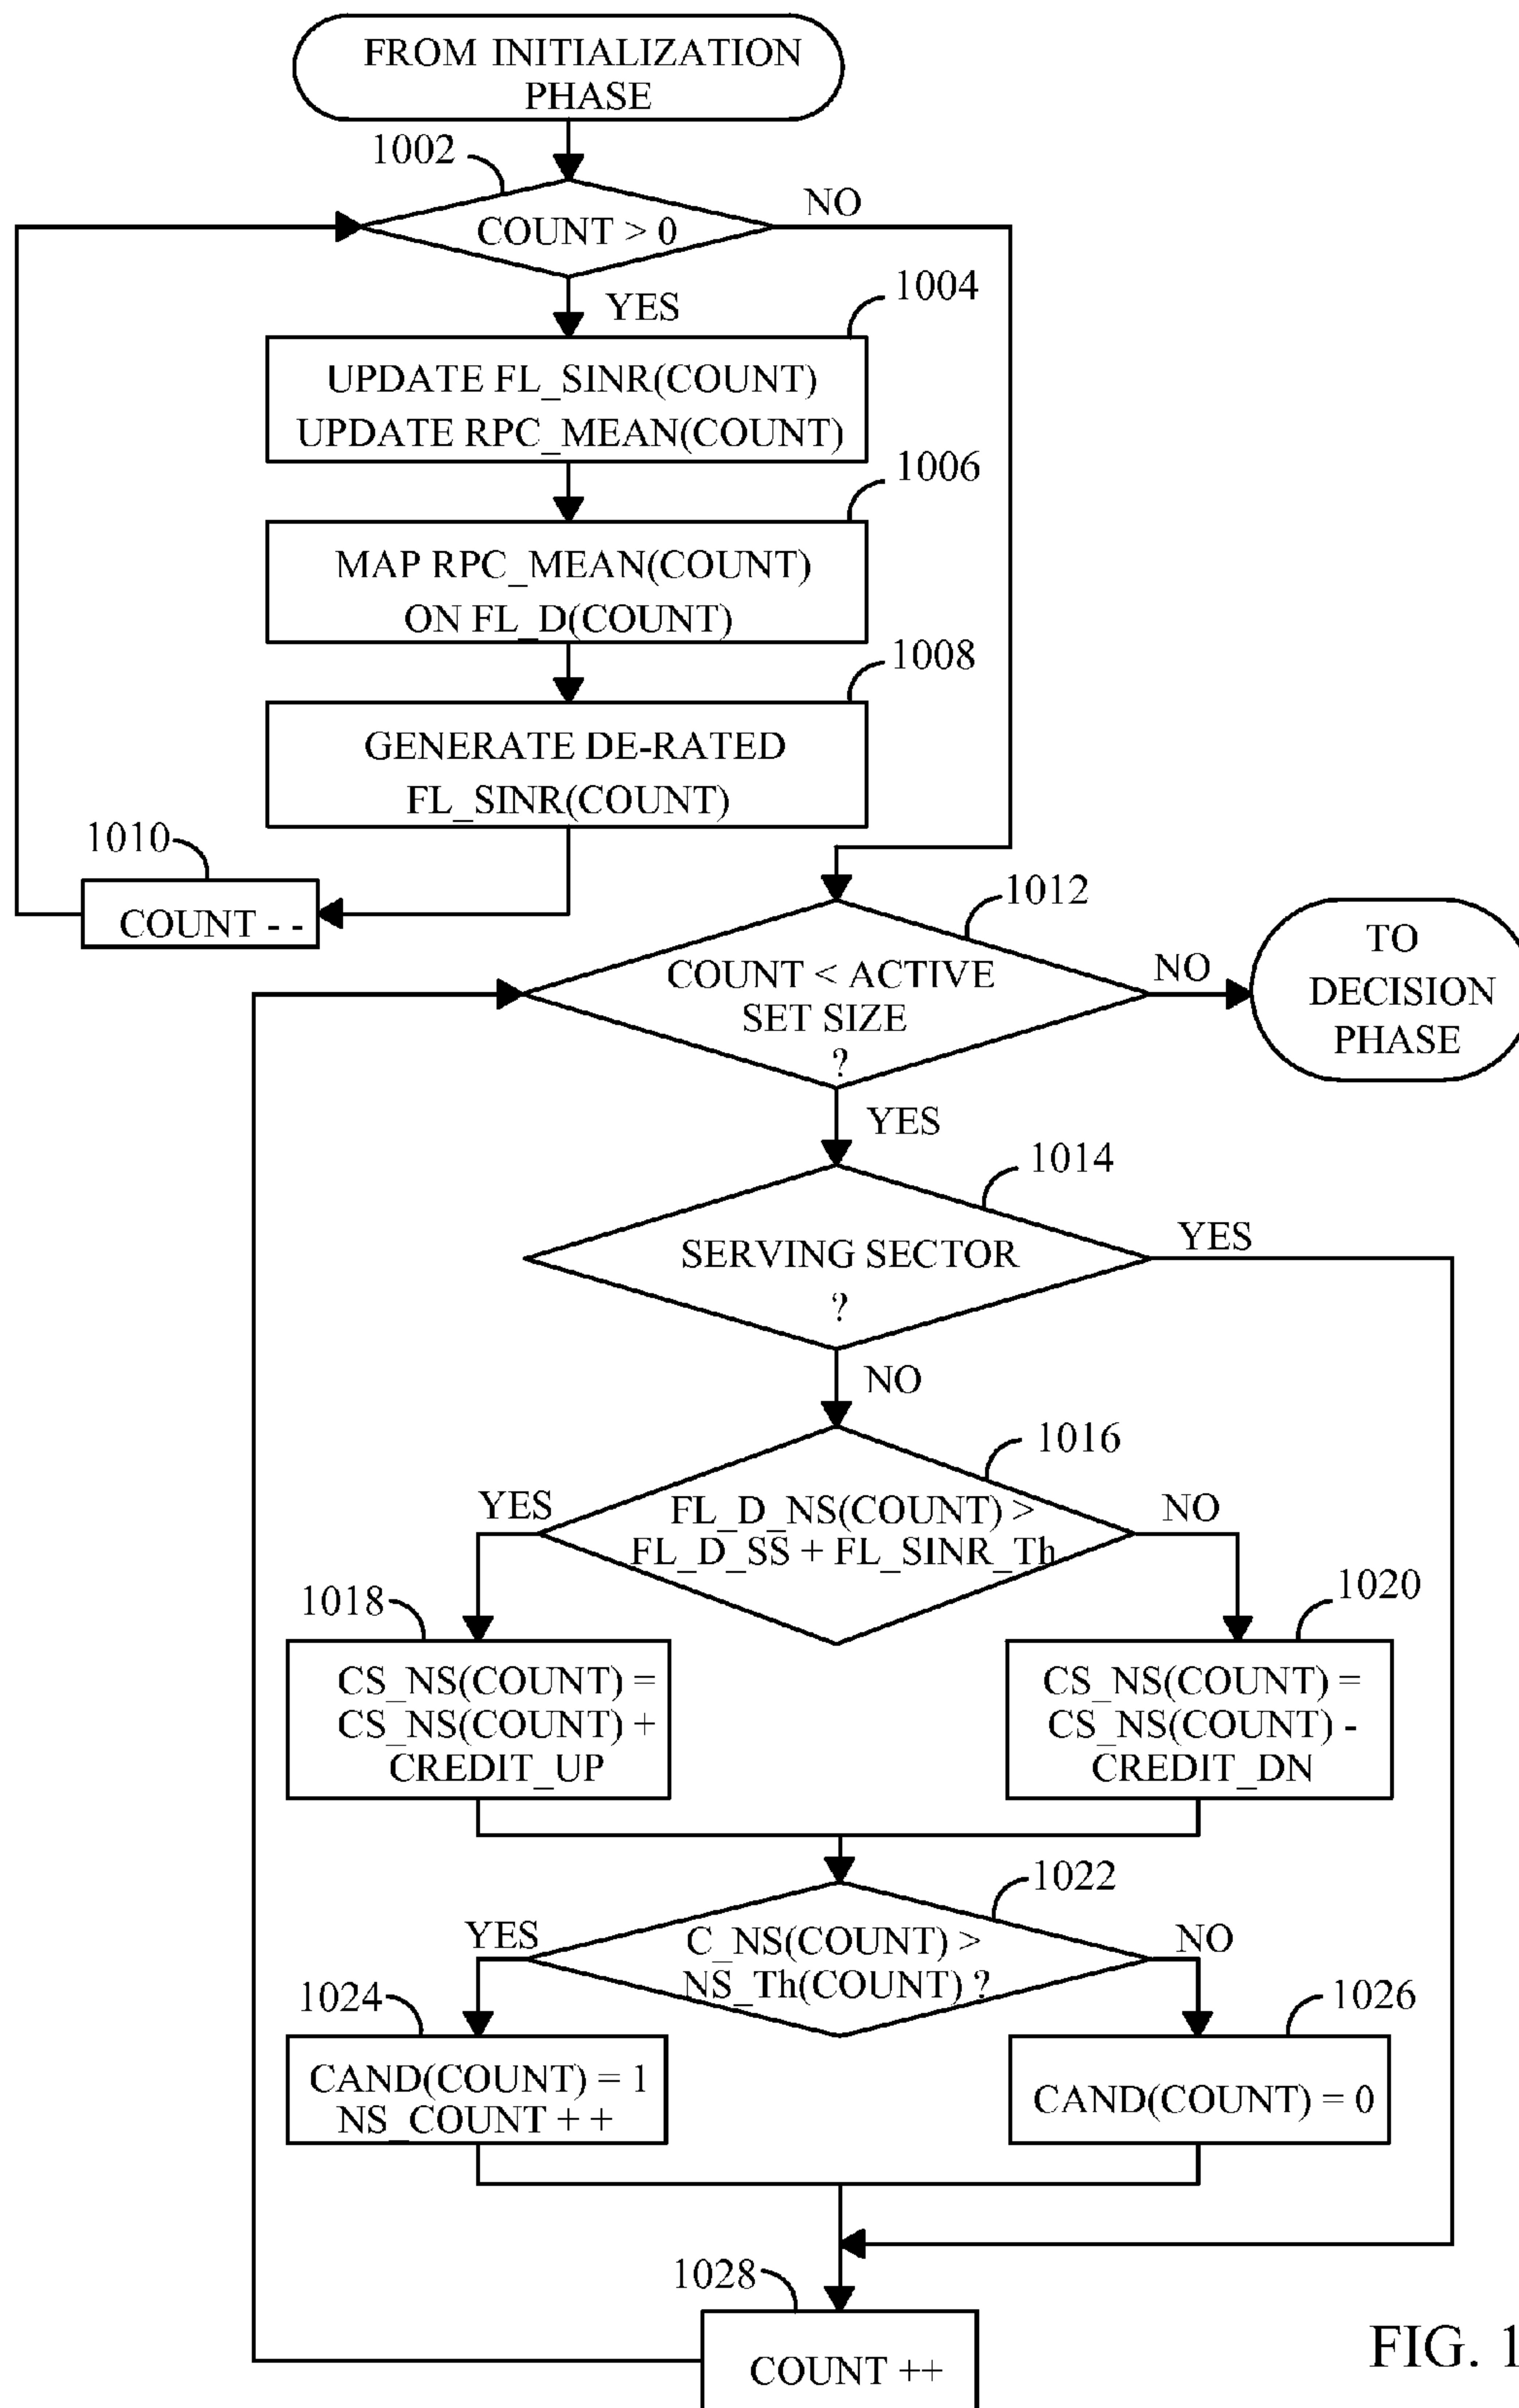 FROM INITIALIZATION
PHASE
1002
COUNT > 0
NO
YES
1004
UPDATE FL_SINR(COUNT)
UPDATE RPC_MEAN(COUNT)
1006
MAP RPC_MEAN(COUNT)
ON FL_D(COUNT)
1008
GENERATE DE-RATED
FL_SINR(COUNT)
1010
COUNT - -
1012
COUNT < ACTIVE
SET SIZE
?
NO
TO
DECISION
PHASE
YES
1014
SERVING SECTOR
?
YES
NO
1016
FL_D_NS(COUNT) >
FL_D_SS + FL_SINR_Th
YES
NO
1018
CS_NS(COUNT) =
CS_NS(COUNT) +
CREDIT_UP
1020
CS_NS(COUNT) =
CS_NS(COUNT) -
CREDIT_DN
1022
C_NS(COUNT) >
NS_Th(COUNT) ?
YES
NO
1024
CAND(COUNT) = 1
NS_COUNT + +
1026
CAND(COUNT) = 0
1028
COUNT ++
FIG. 1